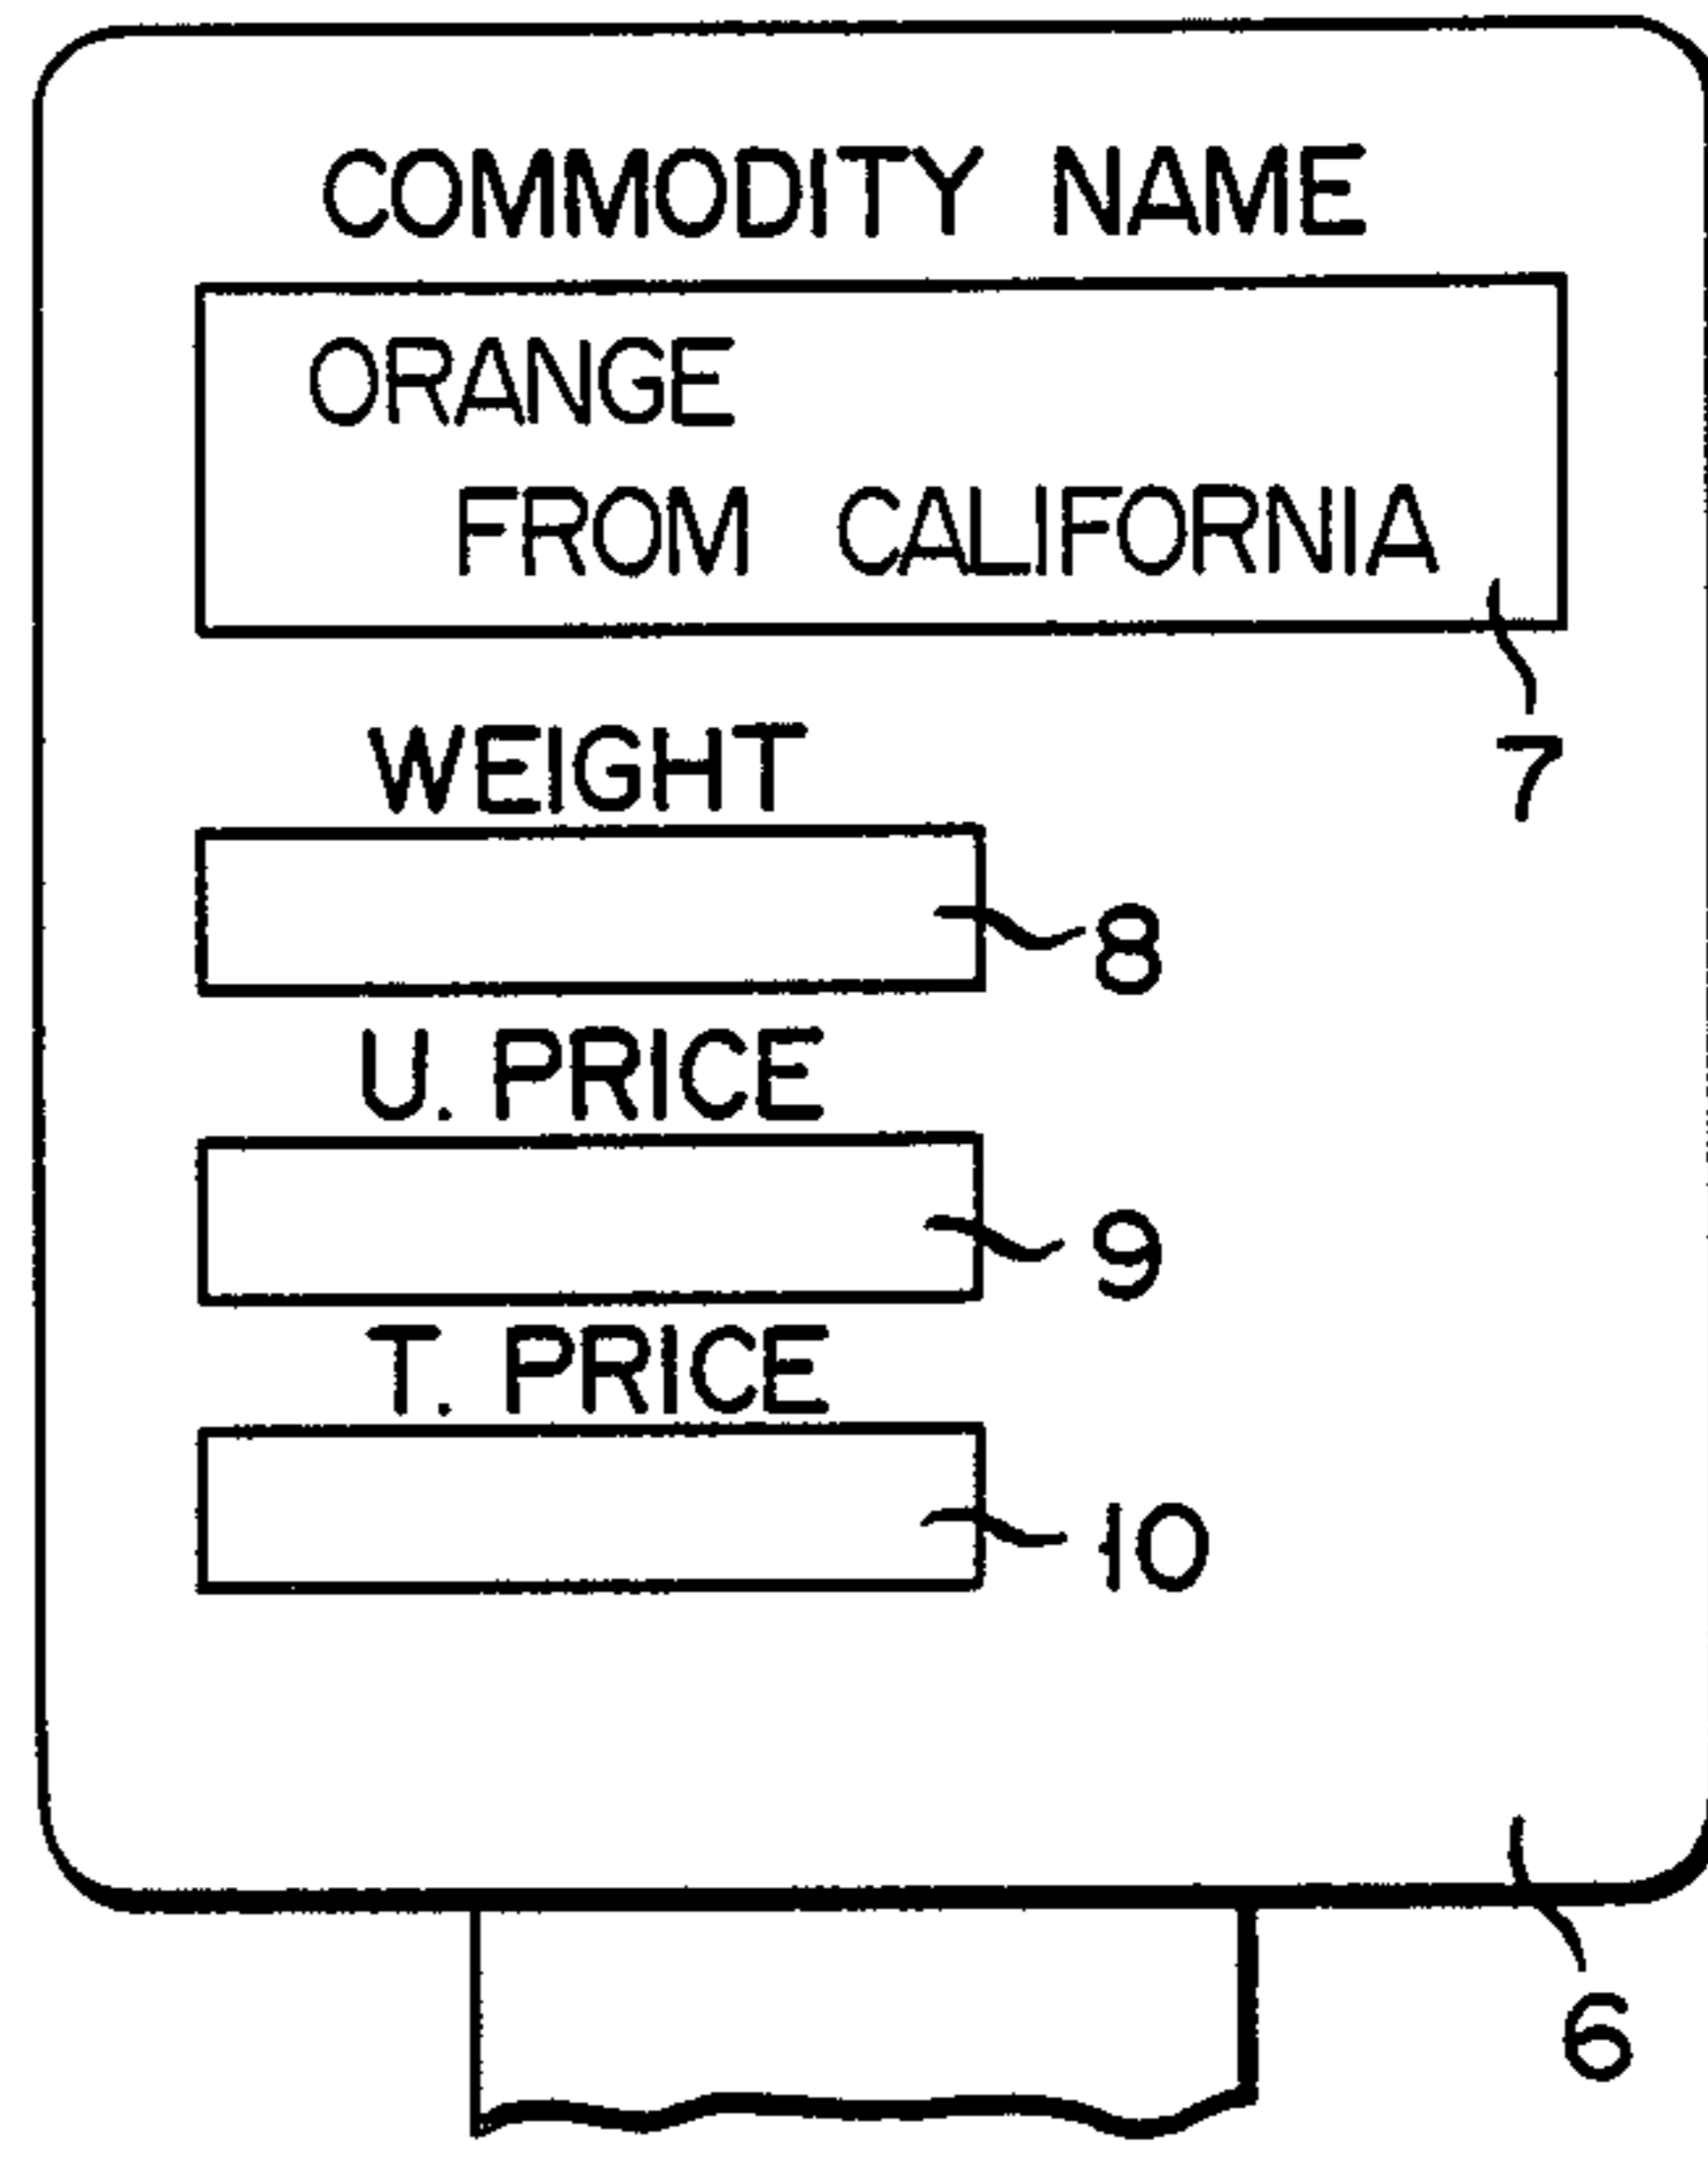 COMMODITY NAME
ORANGE
FROM CALIFORNIA
7
WEIGHT
8
U. PRICE
9
T. PRICE
10
6